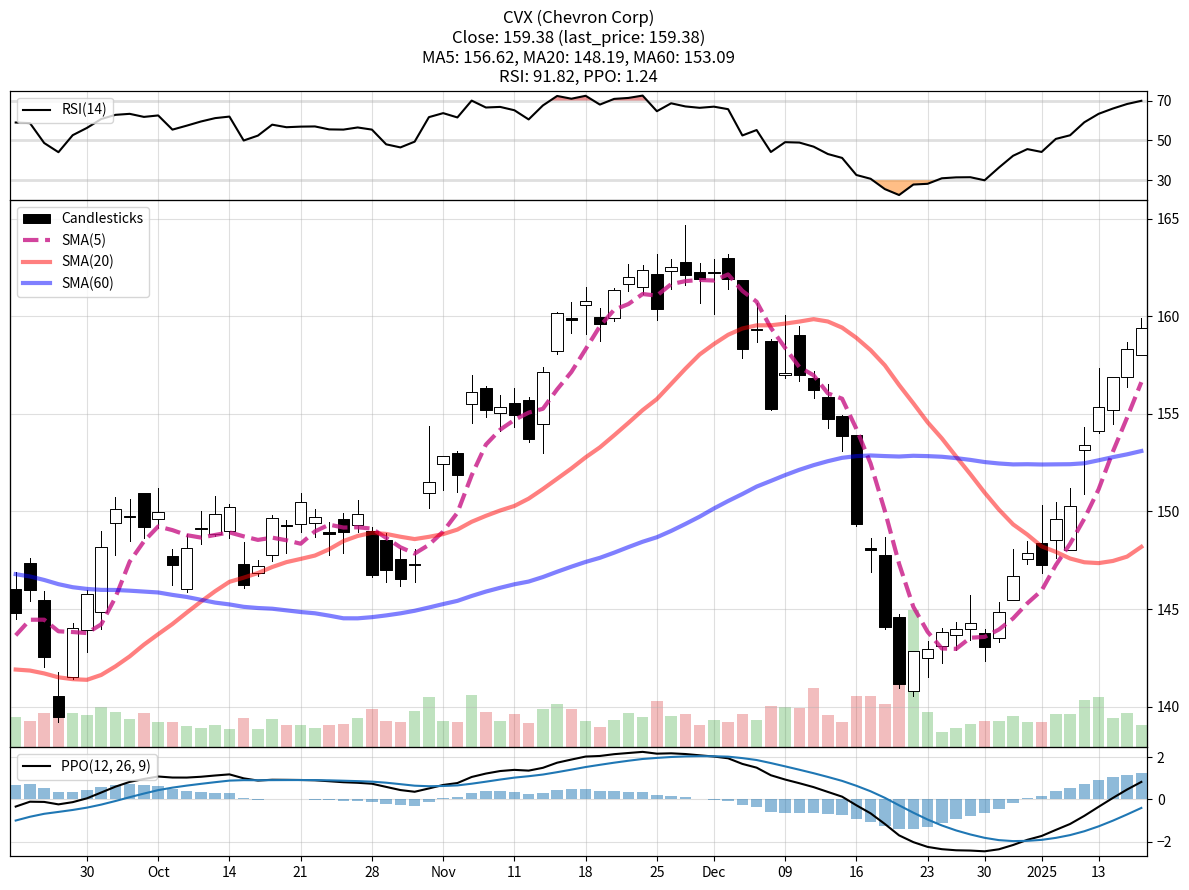 CVX (Chevron Corp)
Close: 159.38 (last_price: 159.38)
MA5: 156.62, MA20: 148.19, MA60: 153.09
RSI: 91.82, PPO: 1.24
RSI(14)
70
50
30
Candlesticks
SMA(5)
SMA(20)
SMA(60)
165
160
155
150
145
140
PPO(12, 26, 9)
2
0
−2
30 Oct 14 21 28 Nov 11 18 25 Dec 09 16 23 30 2025 13